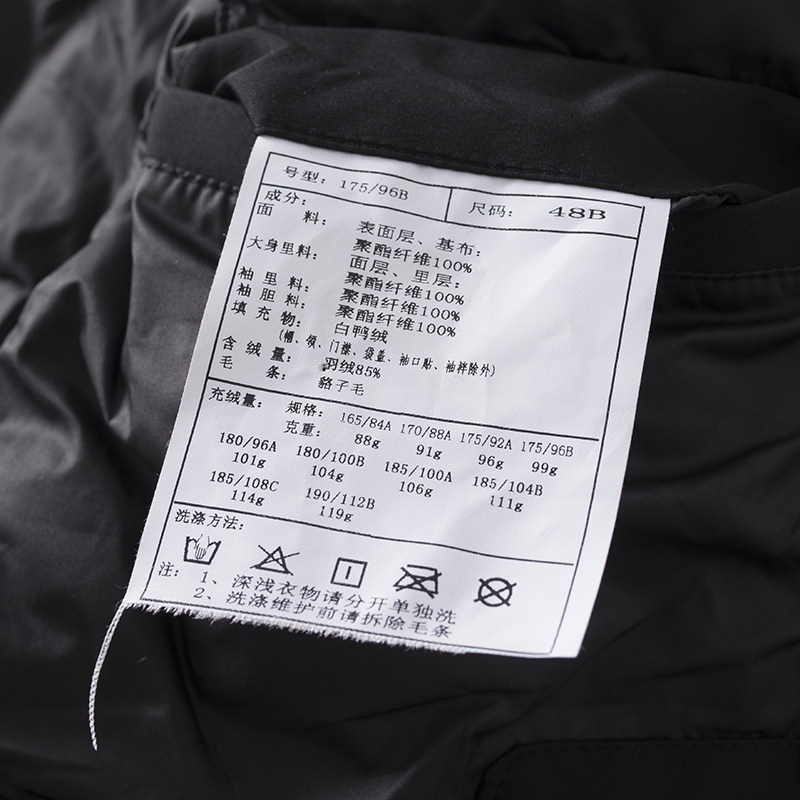 号型： 175/96B 尺码： 48B
成分：
面 料： 表面层、基布：
聚酯纤维100%
面层、里层：
大身里料： 聚酯纤维100%
袖里料： 聚酯纤维100%
袖胆料： 聚酯纤维100%
填充物： 白鸭绒
(帽、领、门襟、袋盖、袖口贴、袖袢除外)
含绒量： 羽绒85%
毛 条： 貉子毛
充绒量： 规格： 165/84A 170/88A 175/92A 175/96B
克重： 88g 91g 96g 99g
180/96A 180/100B 185/100A 185/104B
101g 104g 106g 111g
185/108C 190/112B
114g 119g
洗涤方法：
注： 1、深浅衣物请分开单独洗
2、洗涤维护前请拆除毛条